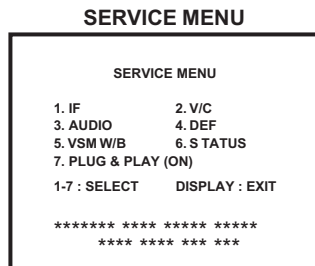 SERVICE MENU
SERVICE MENU
1. IF 2. V/C
3. AUDIO 4. DEF
5. VSM W/B 6. S TATUS
7. PLUG & PLAY (ON)
1-7 : SELECT DISPLAY : EXIT
******* **** ***** *****
**** **** *** ***